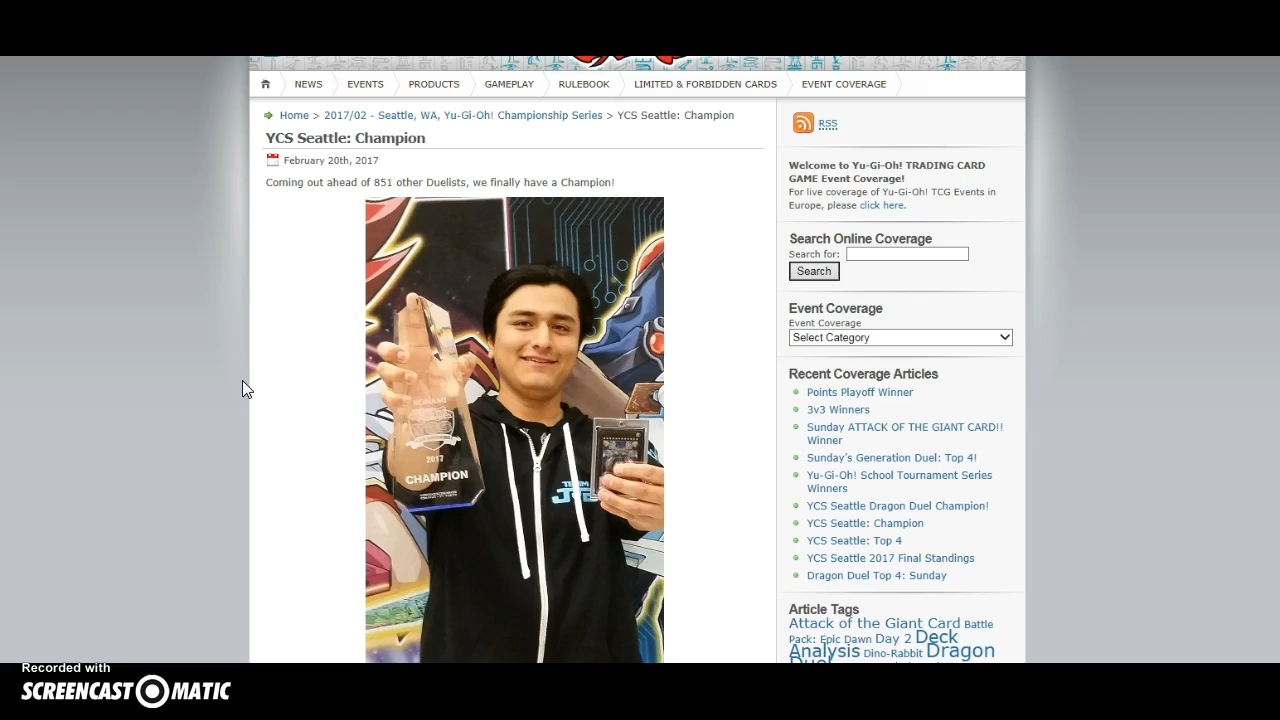 NEWS
EVENTS
PRODUCTS
GAMEPLAY
RULEBOOK
LIMITED & FORBIDDEN CARDS
EVENT COVERAGE
Home > 2017/02 - Seattle, WA, Yu-Gi-Oh! Championship Series > YCS Seattle: Champion
YCS Seattle: Champion
February 20th, 2017
Coming out ahead of 851 other Duelists, we finally have a Champion!
KONAMI
2017
CHAMPION
TEAM
RSS
Welcome to Yu-Gi-Oh! TRADING CARD
GAME Event Coverage!
For live coverage of Yu-Gi-Oh! TCG Events in
Europe, please click here.
Search Online Coverage
Search for:
Search
Event Coverage
Event Coverage
Select Category
Recent Coverage Articles
Points Playoff Winner
3v3 Winners
Sunday ATTACK OF THE GIANT CARD!!
Winner
Sunday's Generation Duel: Top 4!
Yu-Gi-Oh! School Tournament Series
Winners
YCS Seattle Dragon Duel Champion!
YCS Seattle: Champion
YCS Seattle: Top 4
YCS Seattle 2017 Final Standings
Dragon Duel Top 4: Sunday
Article Tags
Attack of the Giant Card Battle
Pack: Epic Dawn Day 2 Deck
Analysis Dino-Rabbit Dragon
Duel
Recorded with
SCREENCAST-O-MATIC